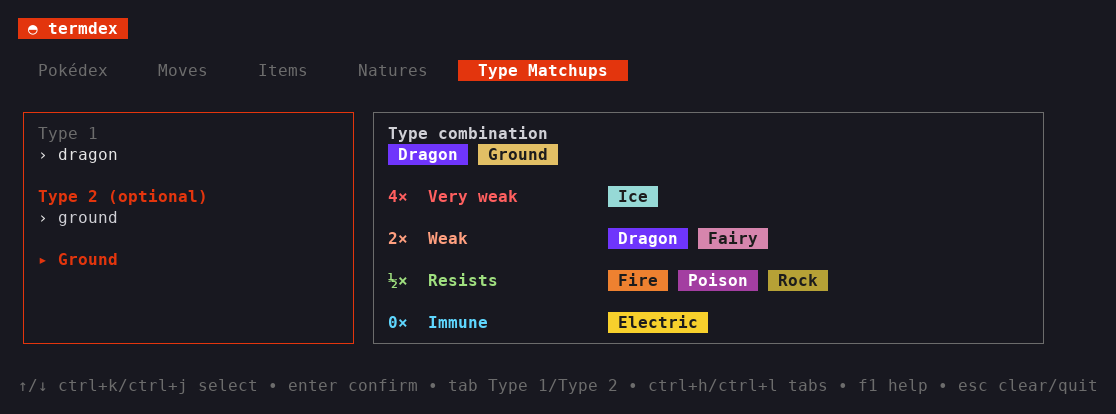 ◓ termdex
Pokédex Moves Items Natures Type Matchups
Type 1
› dragon
Type 2 (optional)
› ground
▸ Ground
Type combination
Dragon Ground
4× Very weak Ice
2× Weak Dragon Fairy
½× Resists Fire Poison Rock
0× Immune Electric
↑/↓ ctrl+k/ctrl+j select • enter confirm • tab Type 1/Type 2 • ctrl+h/ctrl+l tabs • f1 help • esc clear/quit